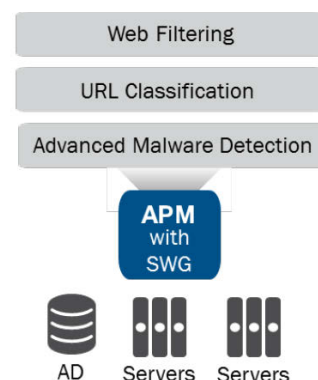 Web Filtering
URL Classification
Advanced Malware Detection
APM
with
SWG
AD Servers Servers